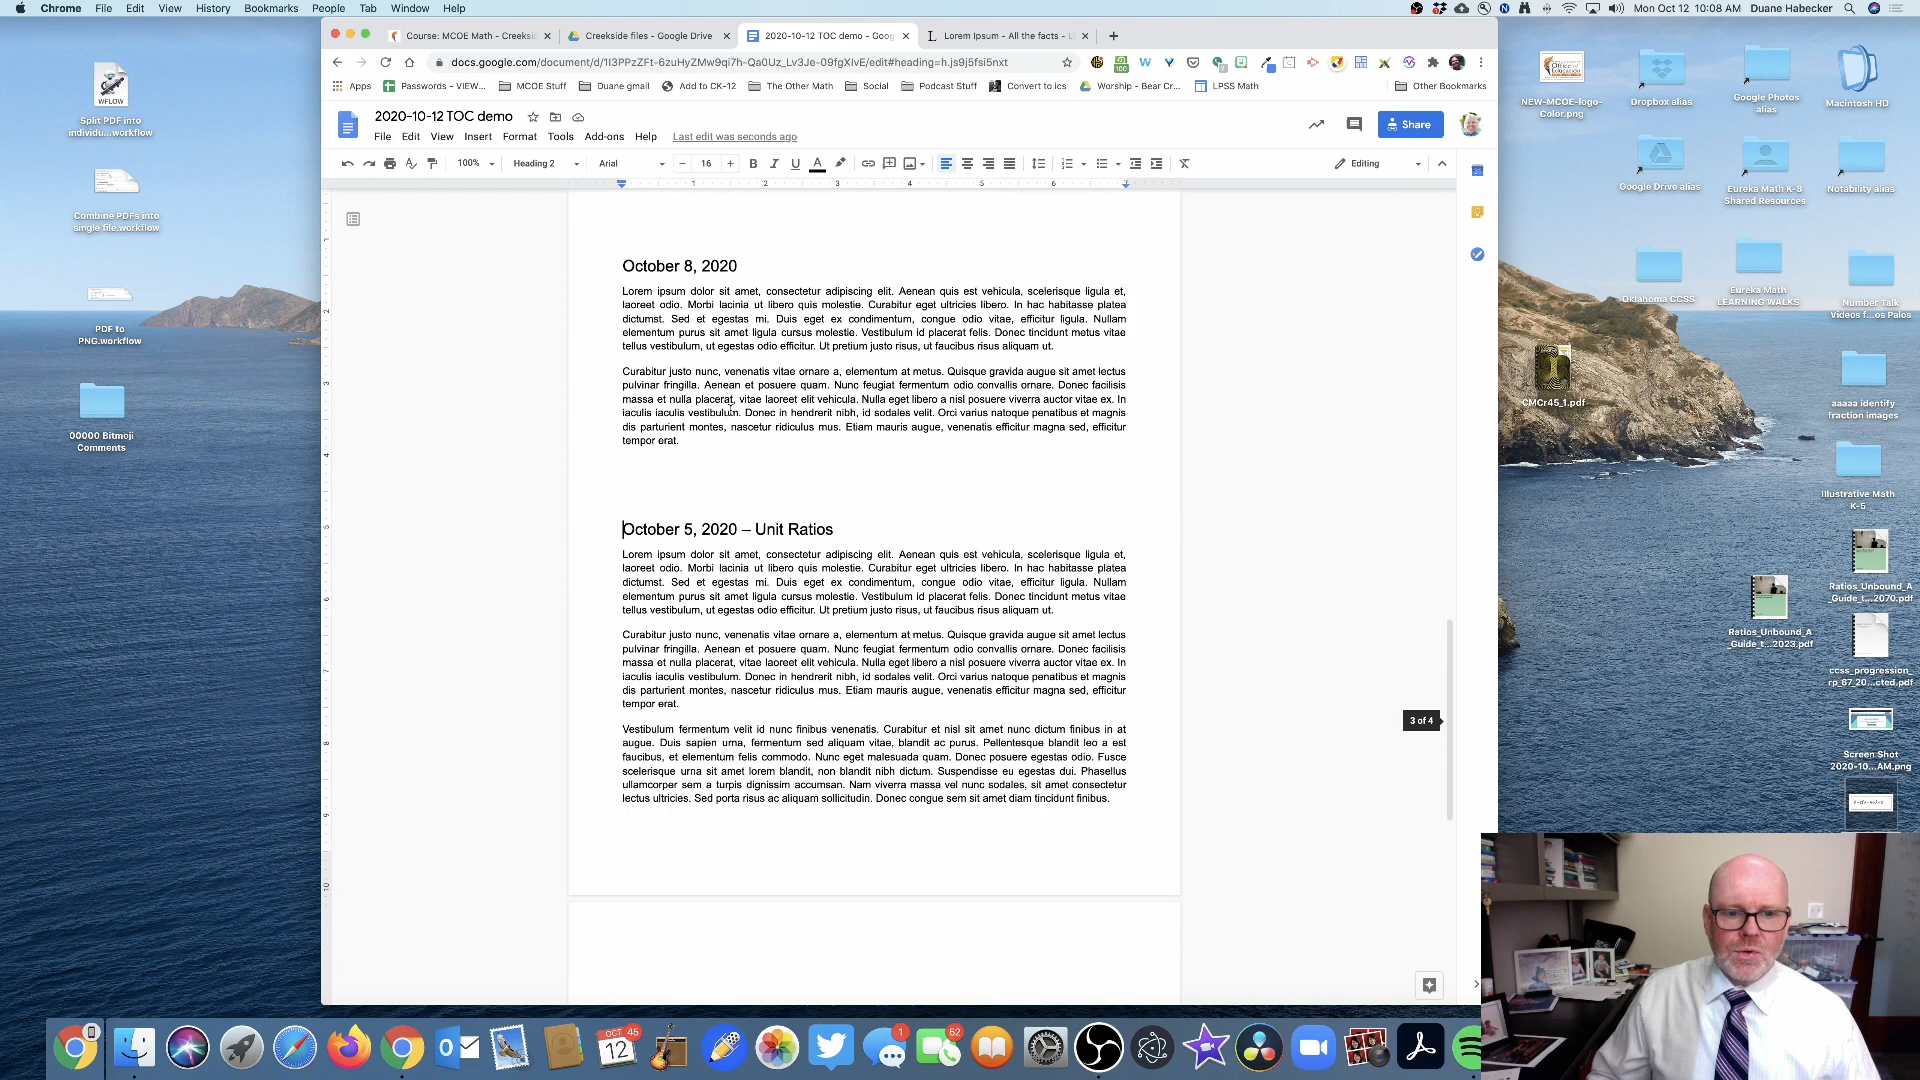 Chrome File Edit View History Bookmarks People Tab Window Help
Mon Oct 12 10:08 AM Duane Habecker
Course: MCOE Math - Creeksid
Creekside files - Google Drive
2020-10-12 TOC demo - Goog
Lorem Ipsum - All the facts - L
docs.google.com/document/d/1I3PPzZFt-6zuHyZMw9qi7h-Qa0Uz_Lv3Je-09fgXIvE/edit#heading=h.js9j5fsi5nxt
Apps Passwords - VIEW... MCOE Stuff Duane gmail Add to CK-12 The Other Math Social Podcast Stuff Convert to ics Worship - Bear Cr... LPSS Math Other Bookmarks
2020-10-12 TOC demo
File Edit View Insert Format Tools Add-ons Help Last edit was seconds ago
Share
100% Heading 2 Arial 16 Editing
October 8, 2020
Lorem ipsum dolor sit amet, consectetur adipiscing elit. Aenean quis est vehicula, scelerisque ligula et,
laoreet odio. Morbi lacinia ut libero quis molestie. Curabitur eget ultricies libero. In hac habitasse platea
dictumst. Sed et egestas mi. Duis eget ex condimentum, congue odio vitae, efficitur ligula. Nullam
elementum purus sit amet ligula cursus molestie. Vestibulum id placerat felis. Donec tincidunt metus vitae
tellus vestibulum, ut egestas odio efficitur. Ut pretium justo risus, ut faucibus risus aliquam ut.
Curabitur justo nunc, venenatis vitae ornare a, elementum at metus. Quisque gravida augue sit amet lectus
pulvinar fringilla. Aenean et posuere quam. Nunc feugiat fermentum odio convallis ornare. Donec facilisis
massa et nulla placerat, vitae laoreet elit vehicula. Nulla eget libero a nisl posuere viverra auctor vitae ex. In
iaculis iaculis vestibulum. Donec in hendrerit nibh, id sodales velit. Orci varius natoque penatibus et magnis
dis parturient montes, nascetur ridiculus mus. Etiam mauris augue, venenatis efficitur magna sed, efficitur
tempor erat.
October 5, 2020 – Unit Ratios
Lorem ipsum dolor sit amet, consectetur adipiscing elit. Aenean quis est vehicula, scelerisque ligula et,
laoreet odio. Morbi lacinia ut libero quis molestie. Curabitur eget ultricies libero. In hac habitasse platea
dictumst. Sed et egestas mi. Duis eget ex condimentum, congue odio vitae, efficitur ligula. Nullam
elementum purus sit amet ligula cursus molestie. Vestibulum id placerat felis. Donec tincidunt metus vitae
tellus vestibulum, ut egestas odio efficitur. Ut pretium justo risus, ut faucibus risus aliquam ut.
Curabitur justo nunc, venenatis vitae ornare a, elementum at metus. Quisque gravida augue sit amet lectus
pulvinar fringilla. Aenean et posuere quam. Nunc feugiat fermentum odio convallis ornare. Donec facilisis
massa et nulla placerat, vitae laoreet elit vehicula. Nulla eget libero a nisl posuere viverra auctor vitae ex. In
iaculis iaculis vestibulum. Donec in hendrerit nibh, id sodales velit. Orci varius natoque penatibus et magnis
dis parturient montes, nascetur ridiculus mus. Etiam mauris augue, venenatis efficitur magna sed, efficitur
tempor erat.
Vestibulum fermentum velit id nunc finibus venenatis. Curabitur et nisl sit amet nunc dictum finibus in at
augue. Duis sapien urna, fermentum sed aliquam vitae, blandit ac purus. Pellentesque blandit leo a est
faucibus, et elementum felis commodo. Nunc eget malesuada quam. Donec posuere egestas odio. Fusce
scelerisque urna sit amet lorem blandit, non blandit nibh dictum. Suspendisse eu egestas dui. Phasellus
ullamcorper sem a turpis dignissim accumsan. Nam viverra massa vel nunc sodales, sit amet consectetur
lectus ultricies. Sed porta risus ac aliquam sollicitudin. Donec congue sem sit amet diam tincidunt finibus.
3 of 4
WFLOW
Split PDF into
individu...workflow
Combine PDFs into
single file.workflow
PDF to
PNG.workflow
00000 Bitmoji
Comments
NEW-MCOE-logo-
Color.png
Dropbox alias
Google Photos
alias
Macintosh HD
Google Drive alias
Eureka Math K-8
Shared Resources
Notability alias
Oklahoma CCSS
Eureka Math
LEARNING WALKS
Number Talk
Videos f...os Palos
CMCr45_1.pdf
aaaaa identify
fraction images
Illustrative Math
K-5
Ratios_Unbound_A
_Guide_t...2070.pdf
Ratios_Unbound_A
_Guide_t...2023.pdf
ccss_progression_
rp_67_20...cted.pdf
Screen Shot
2020-10...AM.png
OCT
12
45
1
52